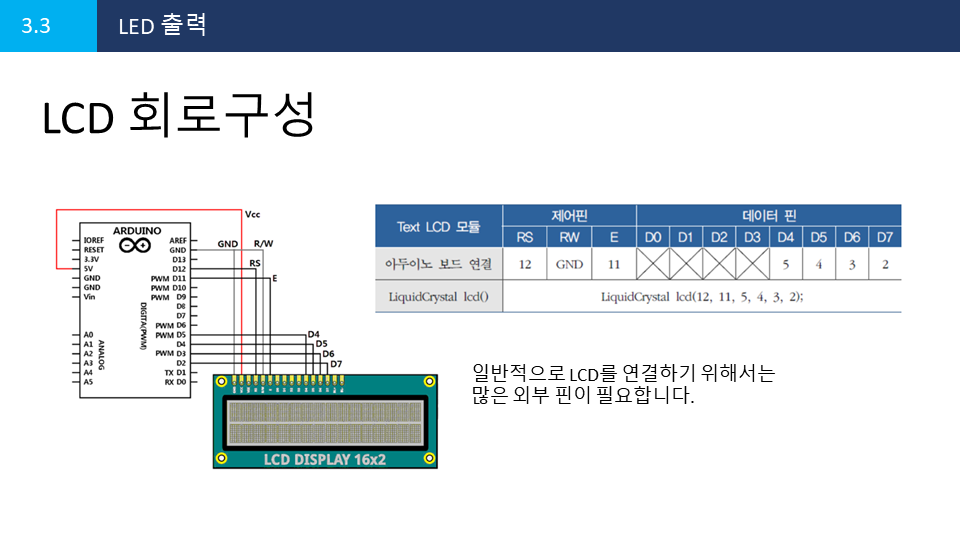 3.3
LED 출력
LCD 회로구성
Vcc
ARDUINO
IOREF
RESET
3.3V
5V
GND
GND
Vin
A0
A1
A2
A3
A4
A5
ANALOG
DIGITAL(PWM)
AREF
GND
D13
D12
PWM D11
PWM D10
PWM D9
D8
D7
PWM D6
PWM D5
D4
PWM D3
D2
TX D1
RX D0
GND
R/W
RS
E
D4
D5
D6
D7
LCD DISPLAY 16x2
Text LCD 모듈 제어핀 데이터 핀
RS RW E D0 D1 D2 D3 D4 D5 D6 D7
아두이노 보드 연결 12 GND 11 5 4 3 2
LiquidCrystal lcd() LiquidCrystal lcd(12, 11, 5, 4, 3, 2);
일반적으로 LCD를 연결하기 위해서는
많은 외부 핀이 필요합니다.